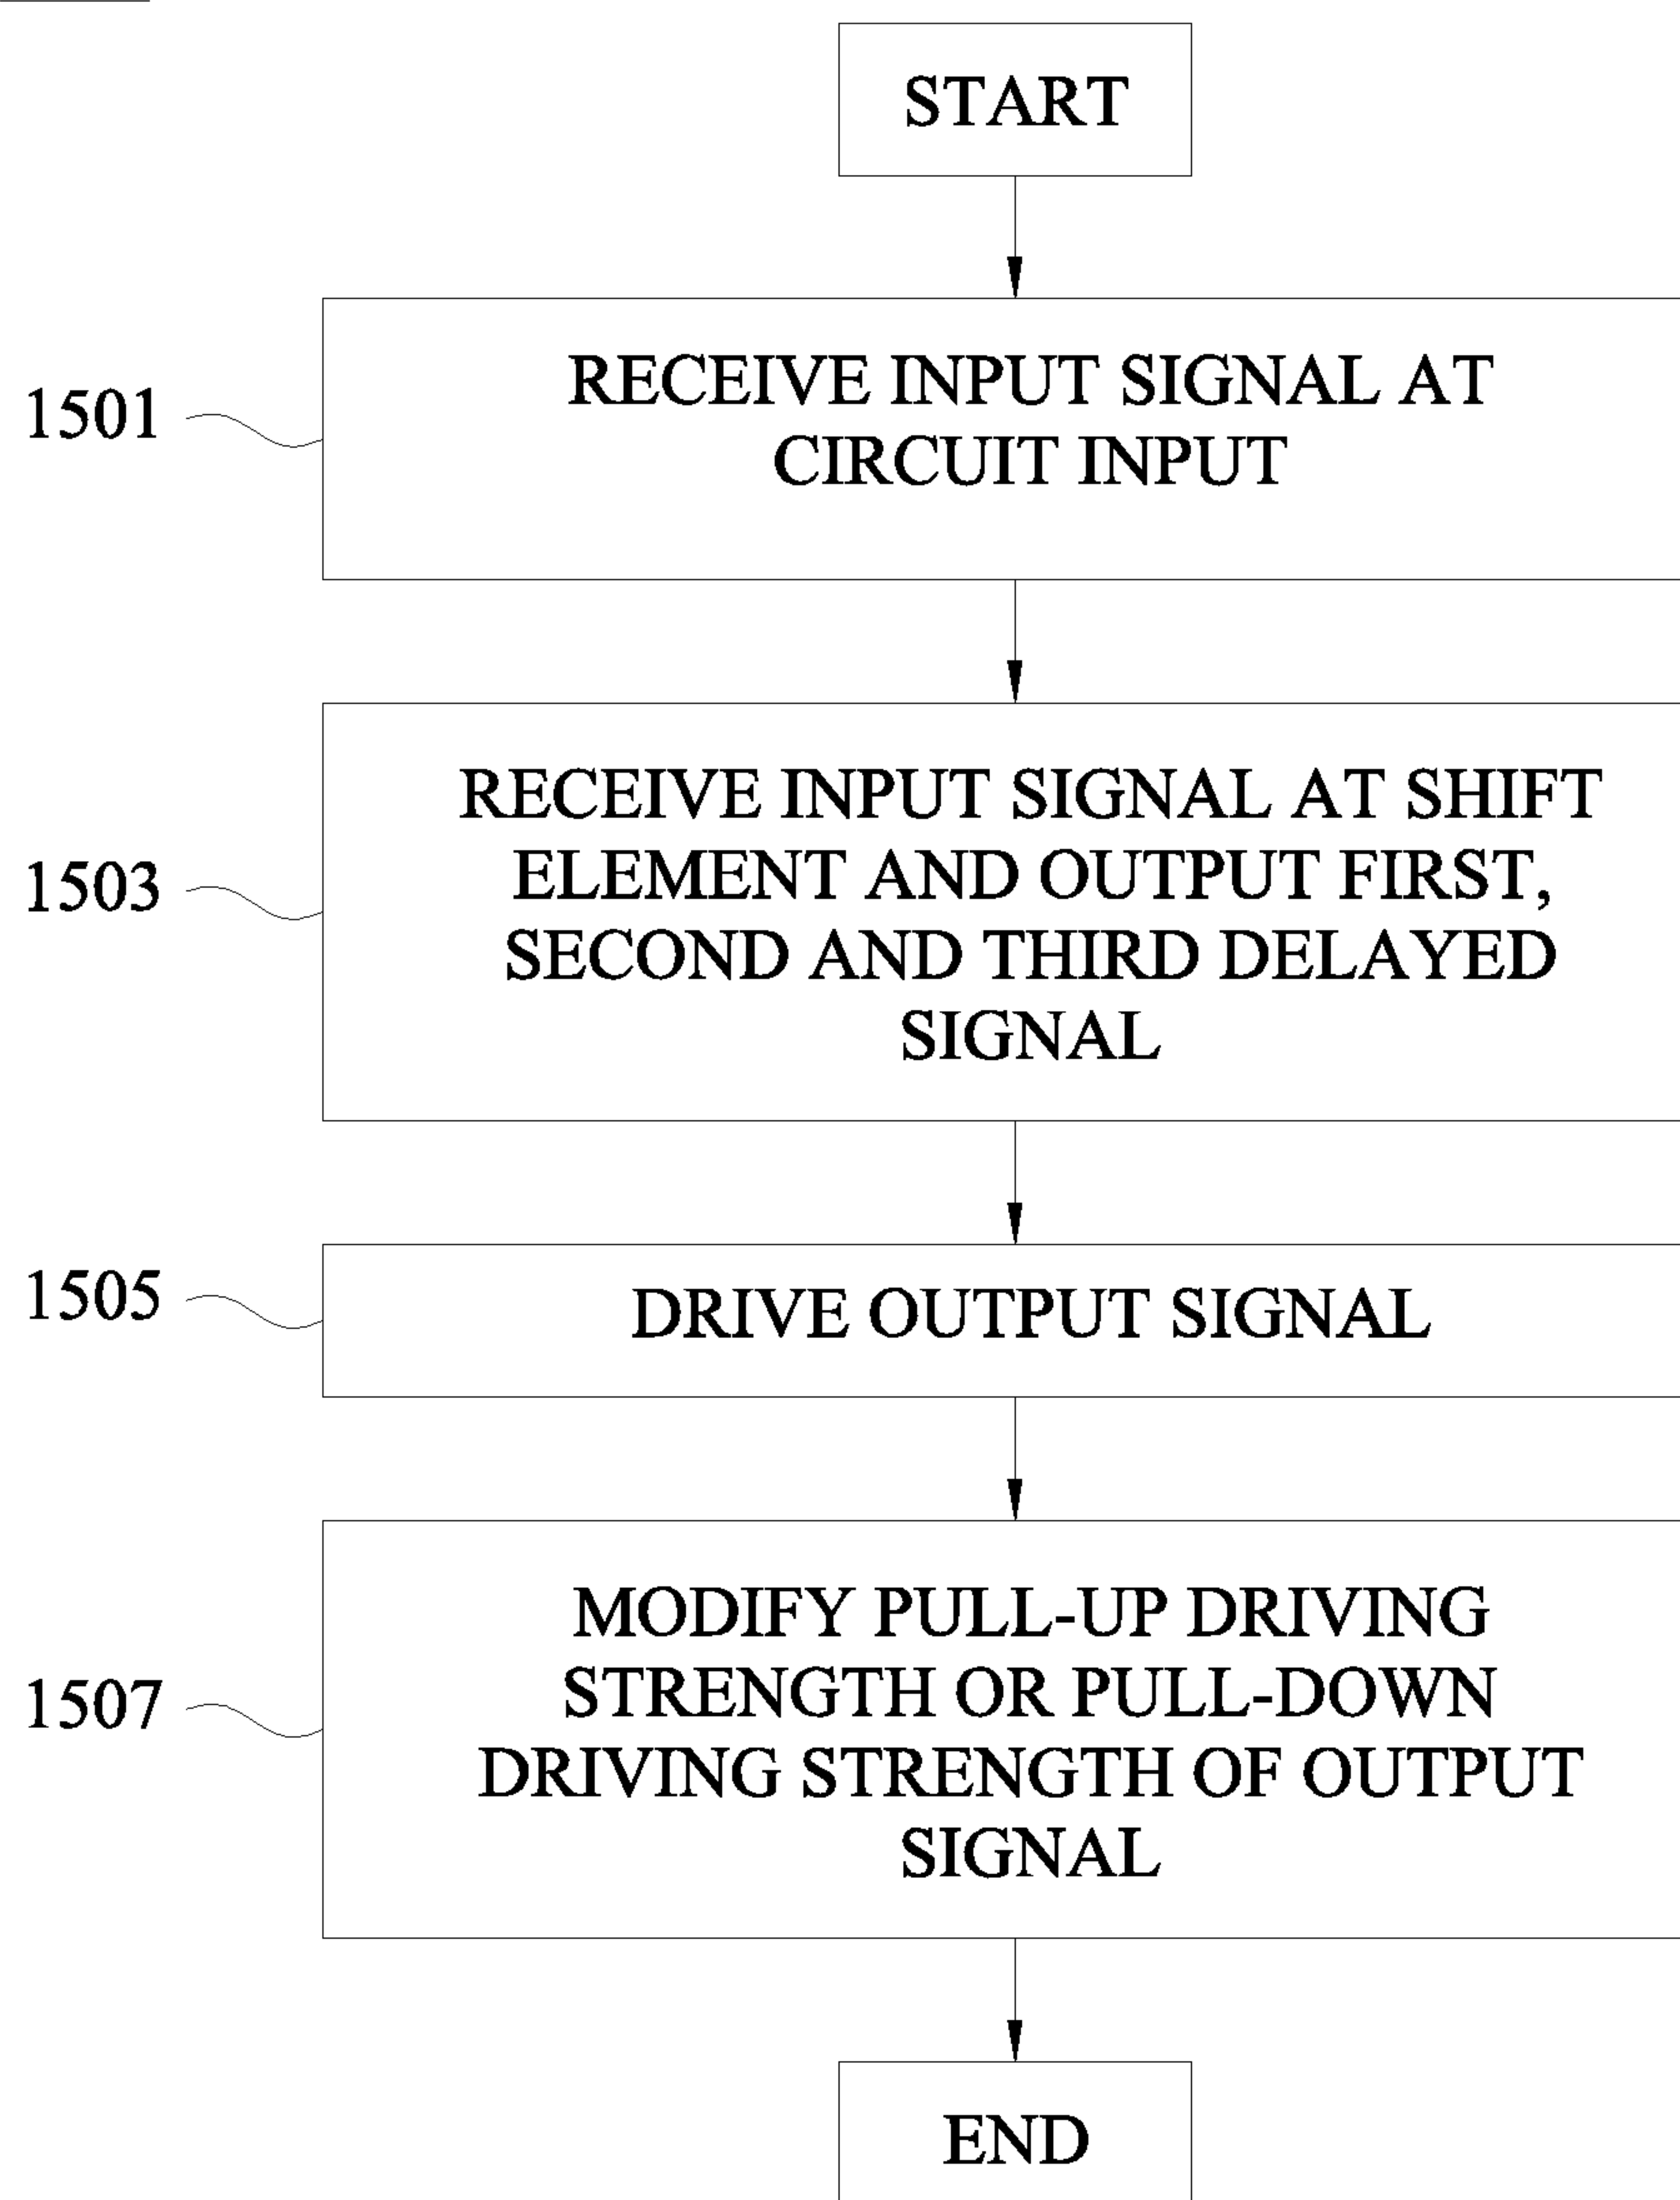 START
1501
RECEIVE INPUT SIGNAL AT
CIRCUIT INPUT
1503
RECEIVE INPUT SIGNAL AT SHIFT
ELEMENT AND OUTPUT FIRST,
SECOND AND THIRD DELAYED
SIGNAL
1505
DRIVE OUTPUT SIGNAL
1507
MODIFY PULL-UP DRIVING
STRENGTH OR PULL-DOWN
DRIVING STRENGTH OF OUTPUT
SIGNAL
END